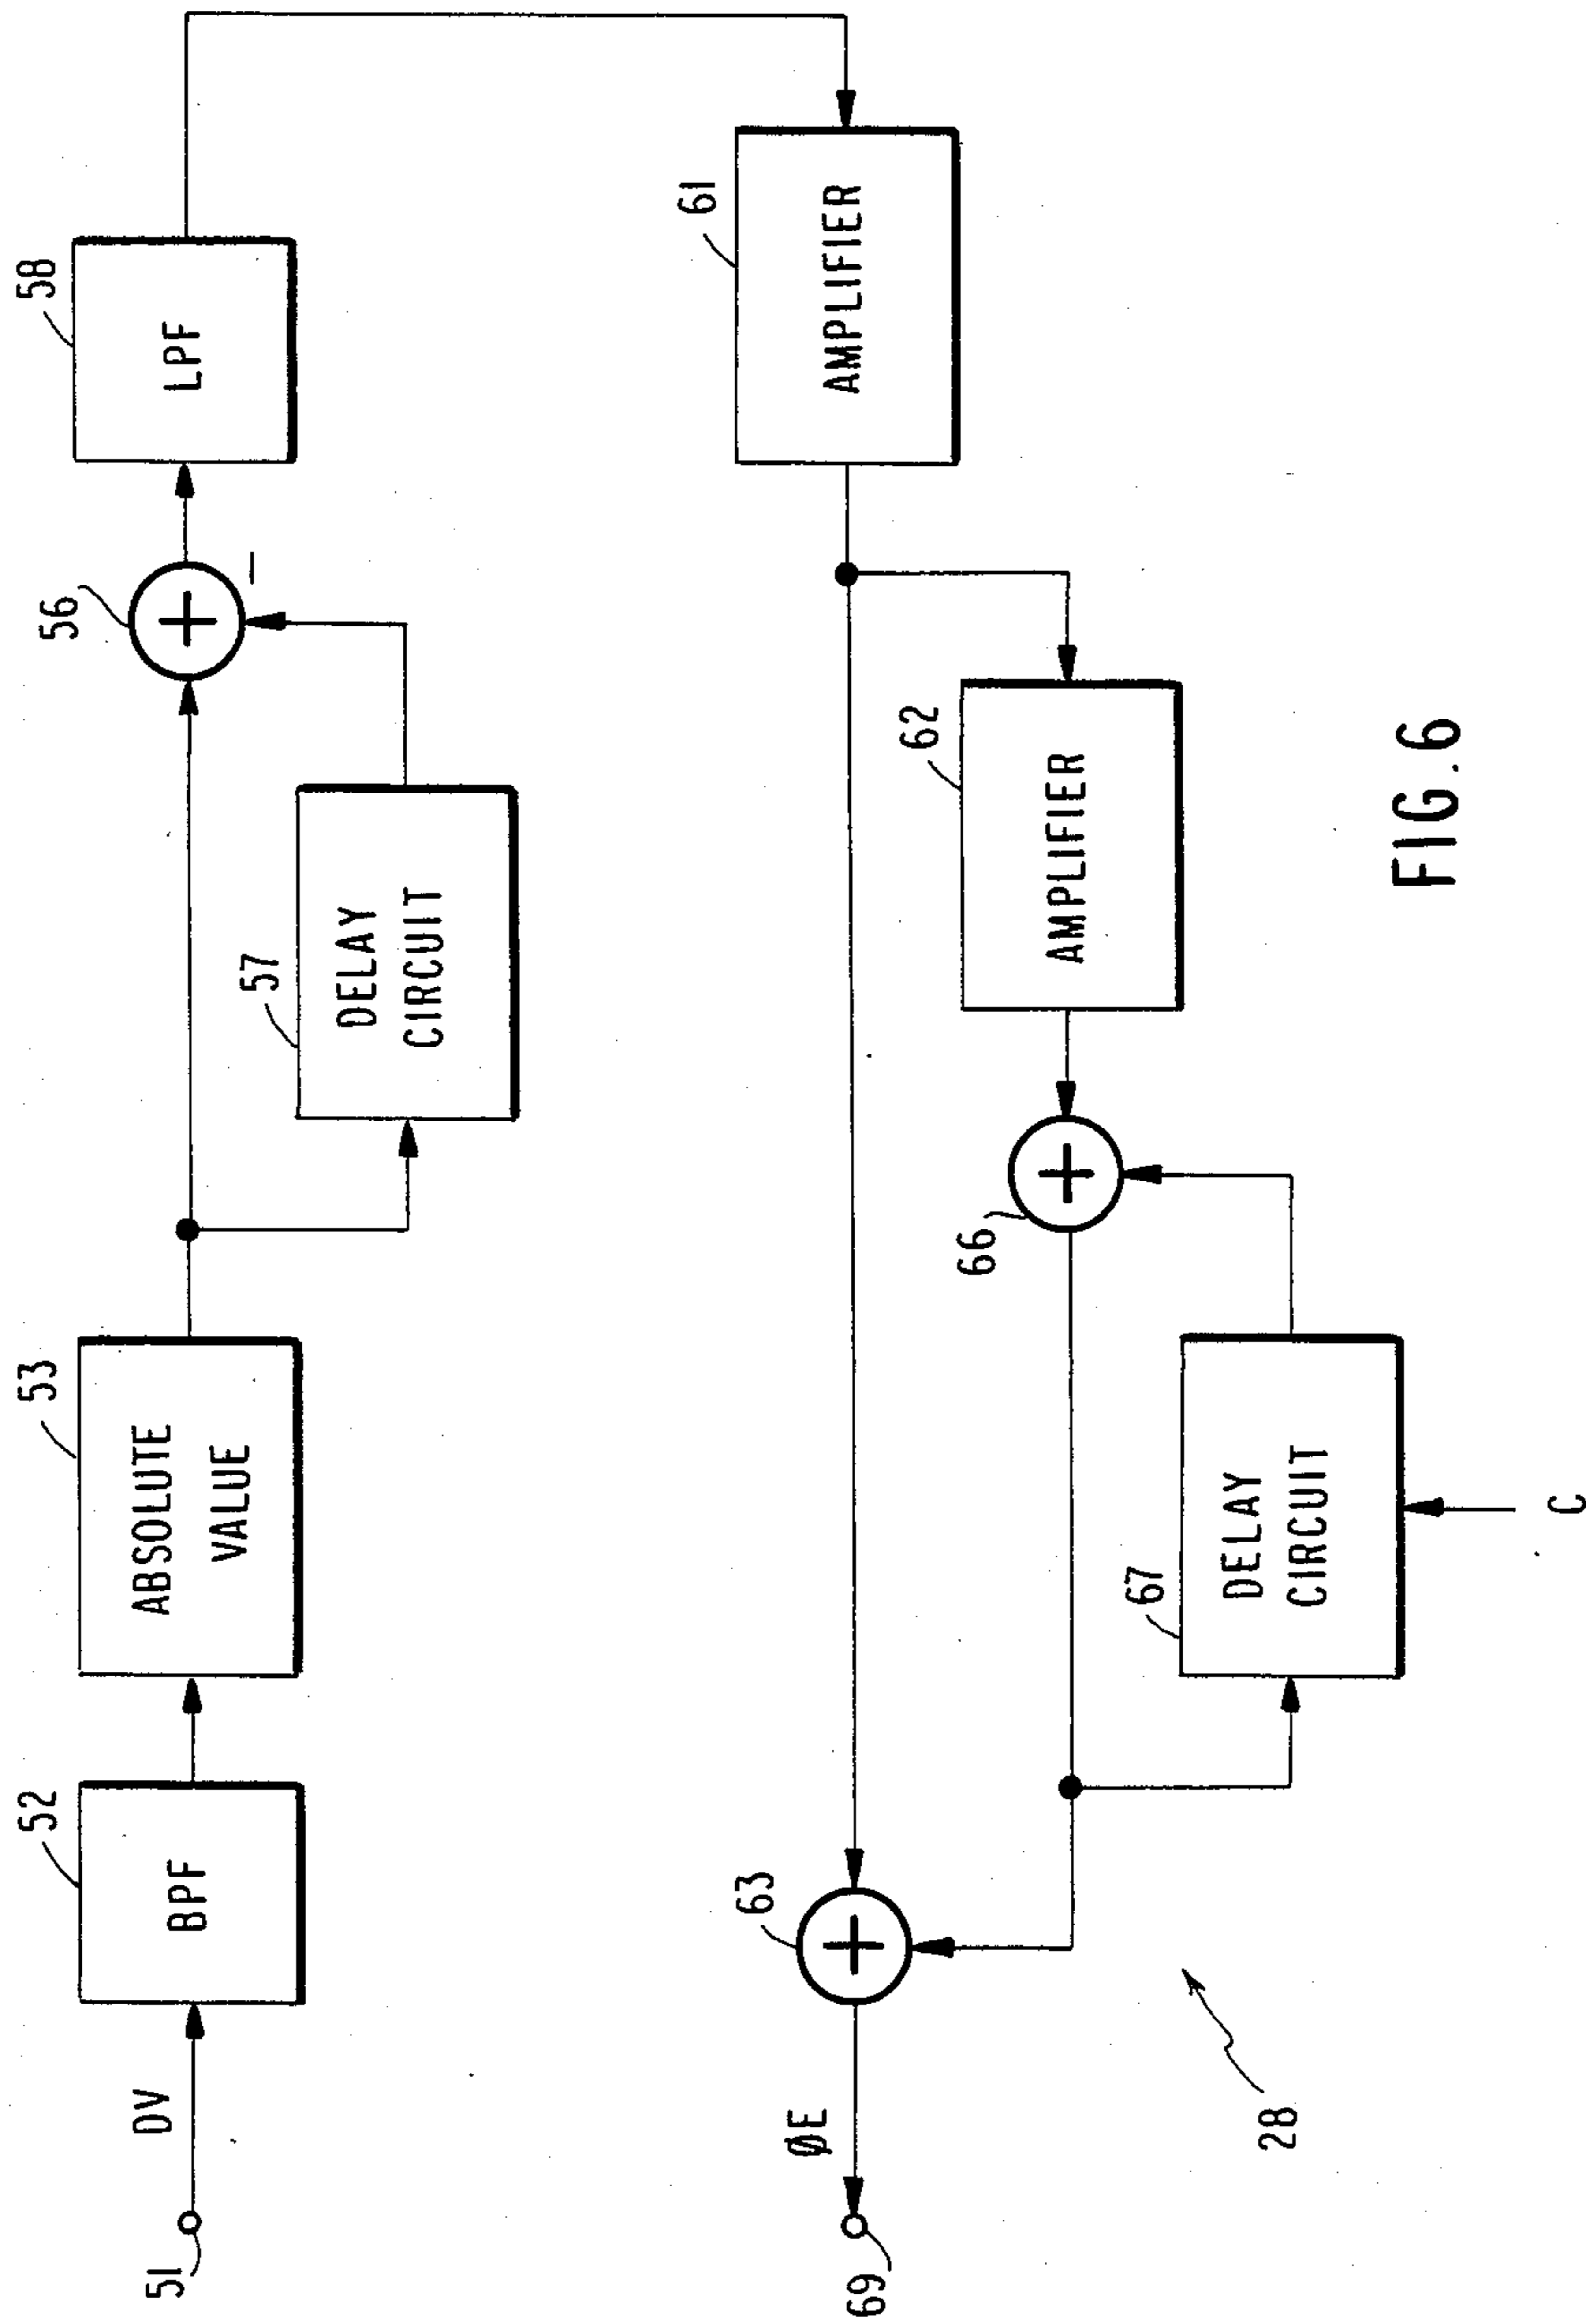 51
DV
52
BPF
53
ABSOLUTE
VALUE
57
DELAY
CIRCUIT
56
+
−
58
LPF
61
AMPLIFIER
62
AMPLIFIER
66
+
67
DELAY
CIRCUIT
C
63
+
ØE
69
28
FIG. 6